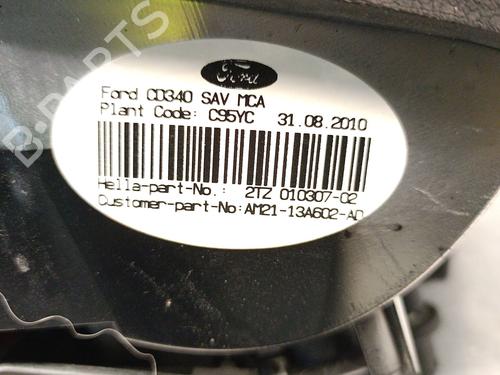 B-PARTS
Ford
Ford CD340 SAV MCA
Plant Code: C95YC 31.08.2010
Hella-part-No.: 2TZ 010307-02
Customer-part-No:AM21-13A602-AD